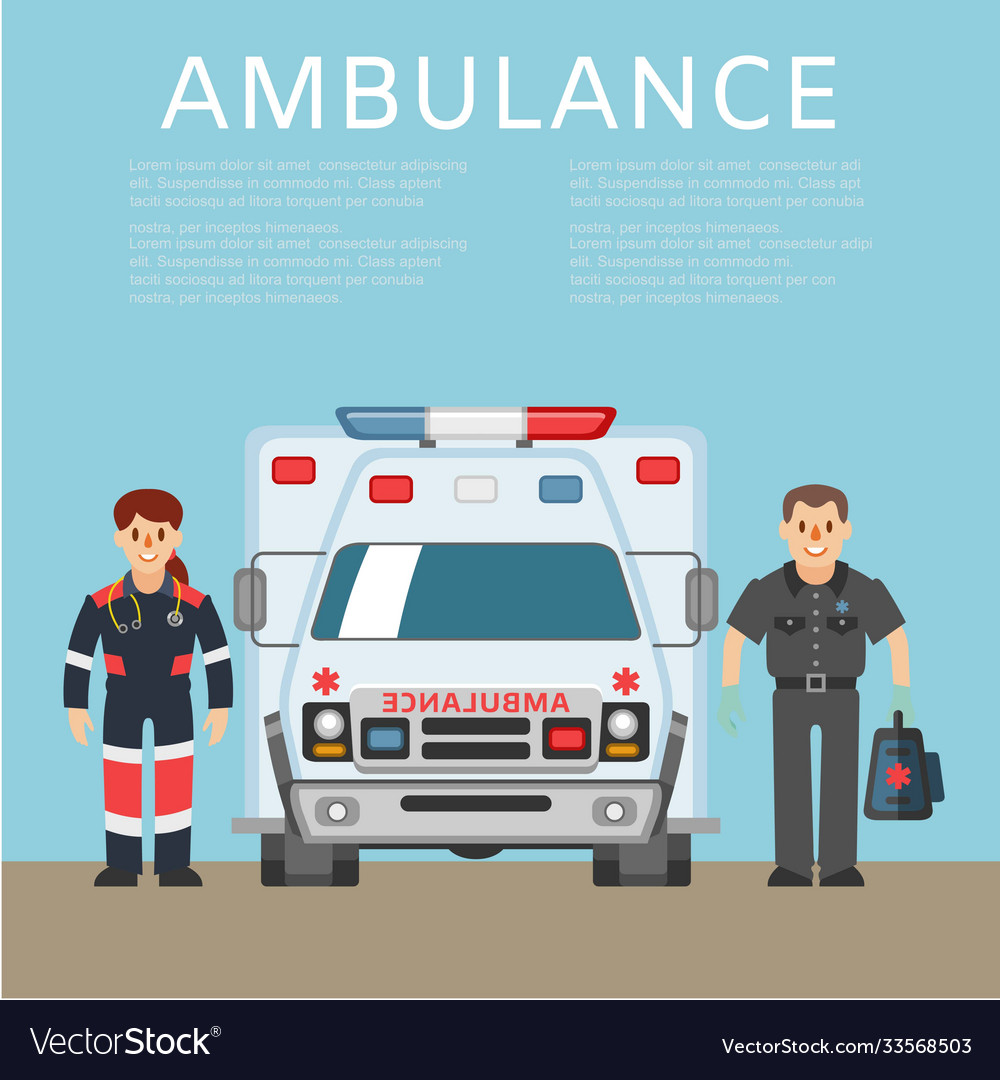 AMBULANCE
Lorem ipsum dolor sit amet consectetur adipiscing
elit. Suspendisse in commodo mi. Class aptent
taciti sociosqu ad litora torquent per conubia
nostra, per inceptos himenaeos.
Lorem ipsum dolor sit amet consectetur adipiscing
elit. Suspendisse in commodo mi. Class aptent
taciti sociosqu ad litora torquent per conubia
nostra, per inceptos himenaeos.
Lorem ipsum dolor sit amet consectetur adi
elit. Suspendisse in commodo mi. Class apt
taciti sociosqu ad litora torquent per conubia
nostra, per inceptos himenaeos.
Lorem ipsum dolor sit amet consectetur adipi
elit. Suspendisse in commodo mi.
taciti sociosqu ad litora torquent per con
nostra, per inceptos himenaeos.
AMBULANCE
VectorStock®
VectorStock.com/33568503